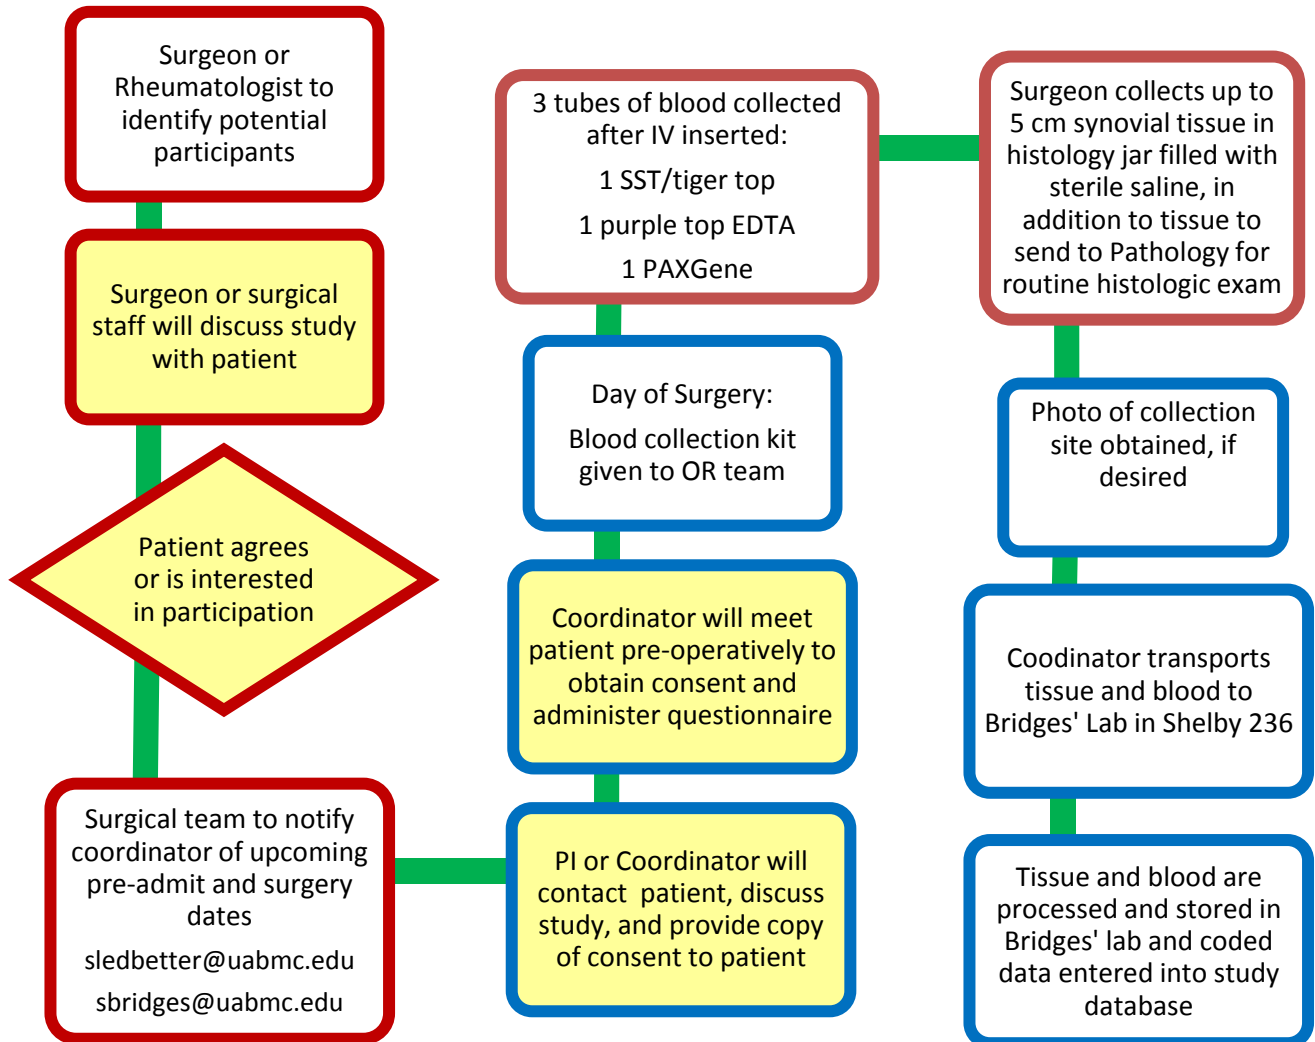 Surgeon or
Rheumatologist to
identify potential
participants
Surgeon or surgical
staff will discuss study
with patient
Patient agrees
or is interested
in participation
Surgical team to notify
coordinator of upcoming
pre-admit and surgery
dates
sledbetter@uabmc.edu
sbridges@uabmc.edu
PI or Coordinator will
contact patient, discuss
study, and provide copy
of consent to patient
Coordinator will meet
patient pre-operatively to
obtain consent and
administer questionnaire
Day of Surgery:
Blood collection kit
given to OR team
3 tubes of blood collected
after IV inserted:
1 SST/tiger top
1 purple top EDTA
1 PAXGene
Surgeon collects up to
5 cm synovial tissue in
histology jar filled with
sterile saline, in
addition to tissue to
send to Pathology for
routine histologic exam
Photo of collection
site obtained, if
desired
Coodinator transports
tissue and blood to
Bridges' Lab in Shelby 236
Tissue and blood are
processed and stored in
Bridges' lab and coded
data entered into study
database